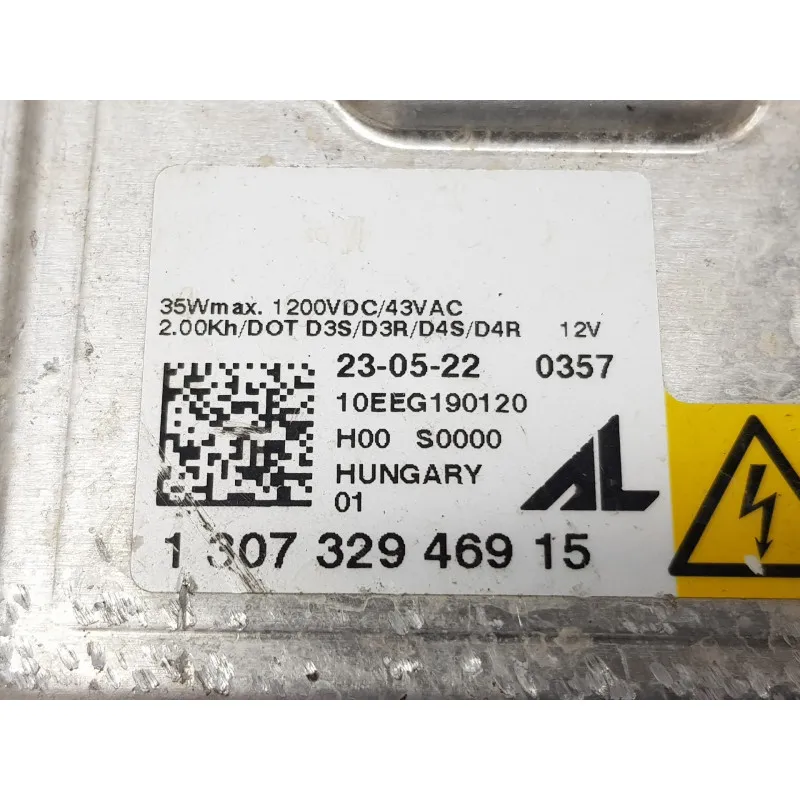 35Wmax. 1200VDC/43VAC
2.00Kh/DOT D3S/D3R/D4S/D4R 12V
23-05-22 0357
10EEG190120
H00 S0000
HUNGARY
01
AL
1 307 329 469 15